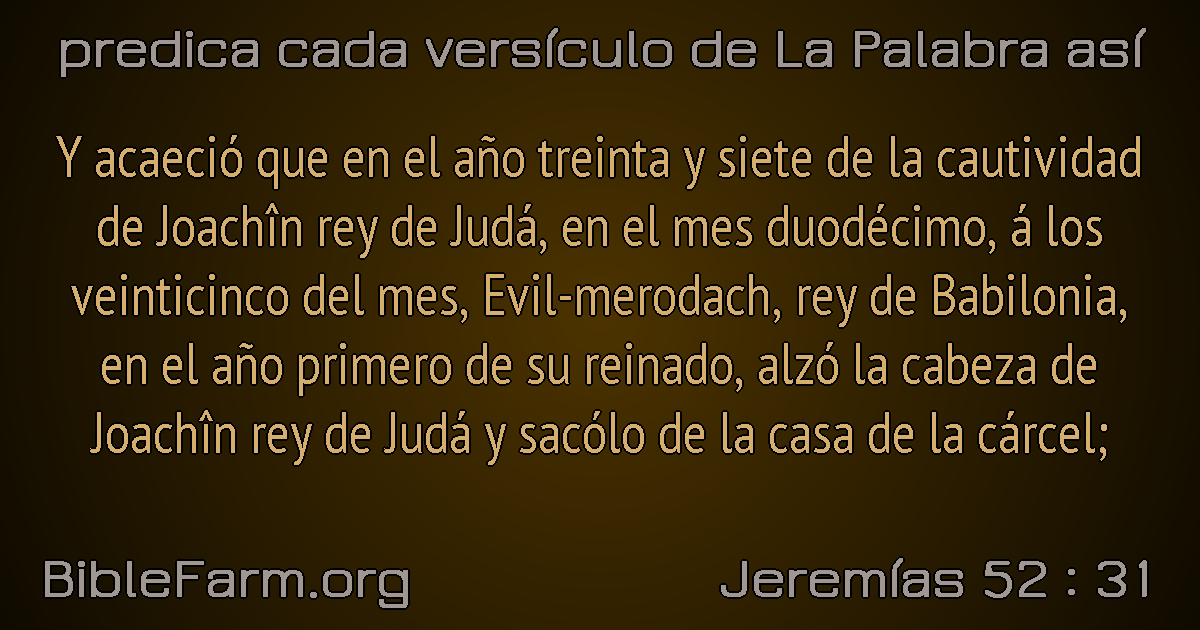 predica cada versículo de La Palabra así
Y acaeció que en el año treinta y siete de la cautividad
de Joachîn rey de Judá, en el mes duodécimo, á los
veinticinco del mes, Evil-merodach, rey de Babilonia,
en el año primero de su reinado, alzó la cabeza de
Joachîn rey de Judá y sacólo de la casa de la cárcel;
BibleFarm.org
Jeremías 52 : 31